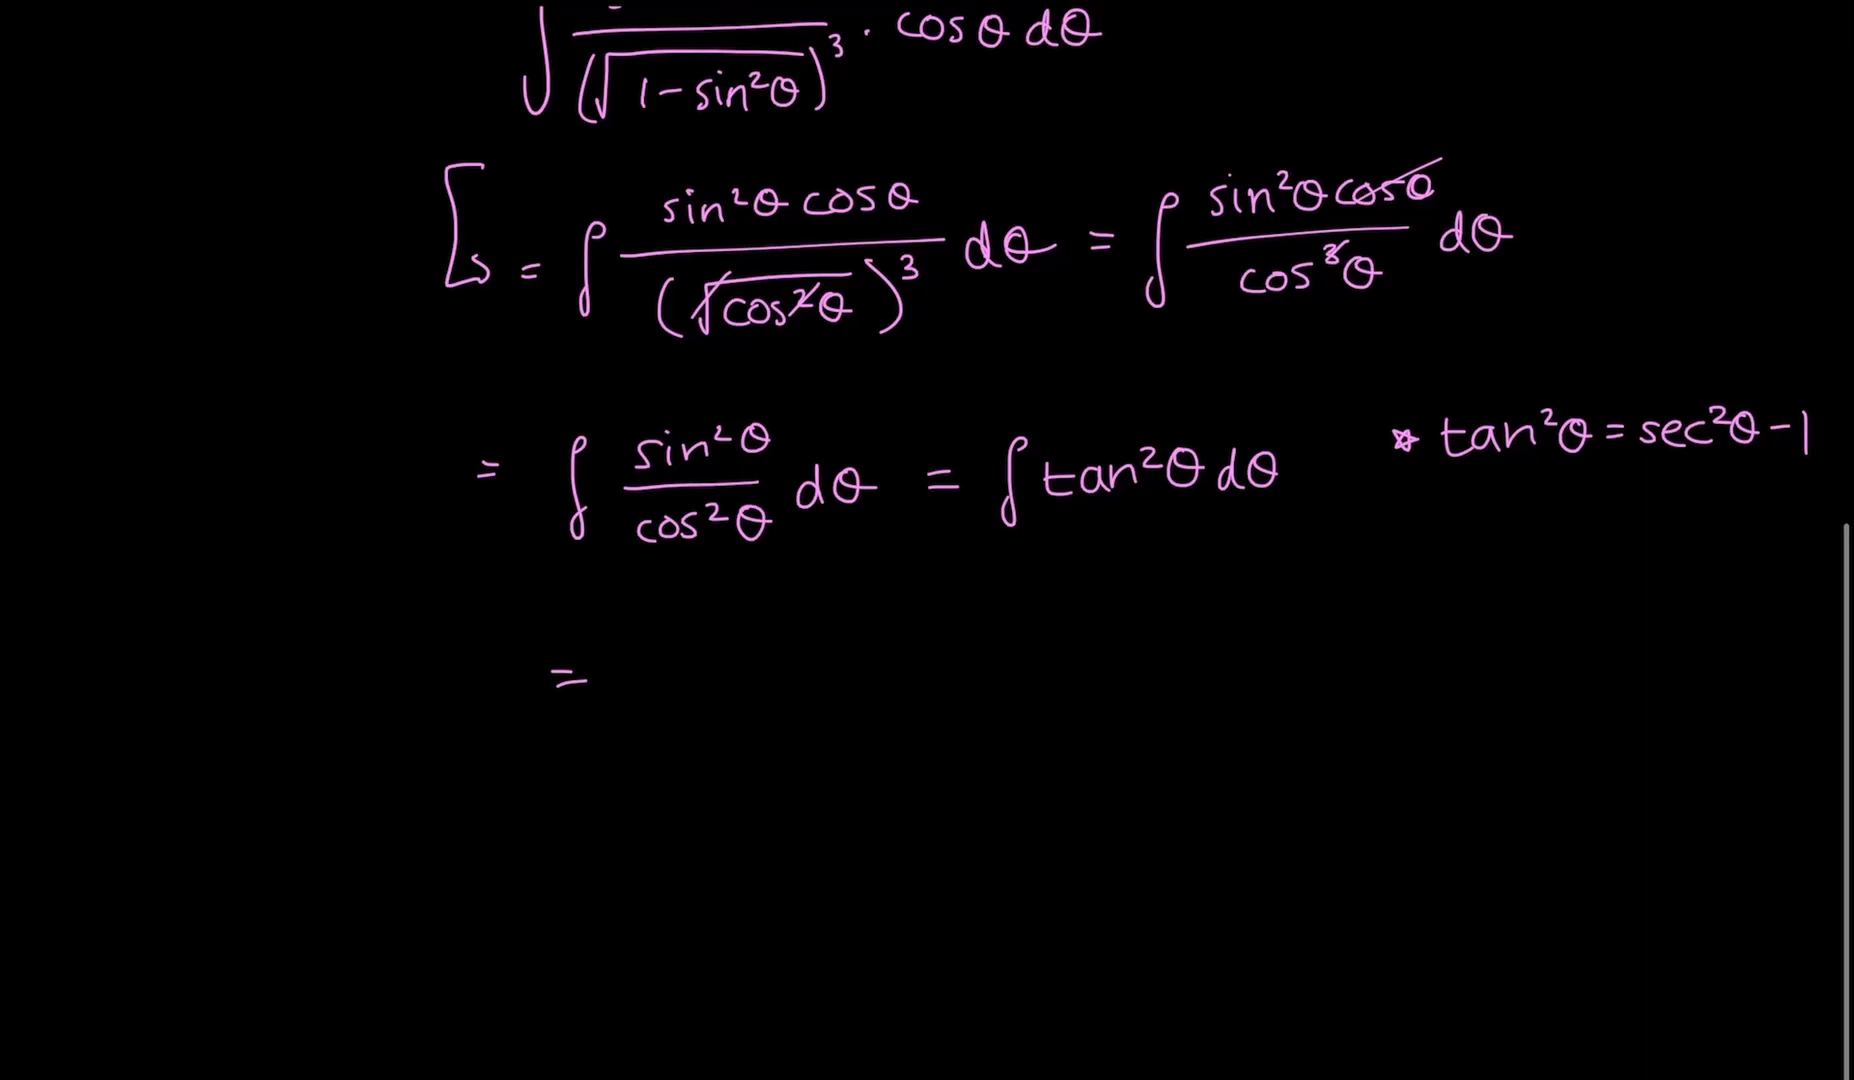 ∫ ———/(√(1-sin²θ))³ · cosθ dθ
= ∫ sin²θ cosθ/(√(cos²θ))³ dθ = ∫ sin²θ cosθ/cos³θ dθ
= ∫ sin²θ/cos²θ dθ = ∫ tan²θ dθ * tan²θ = sec²θ - 1
=